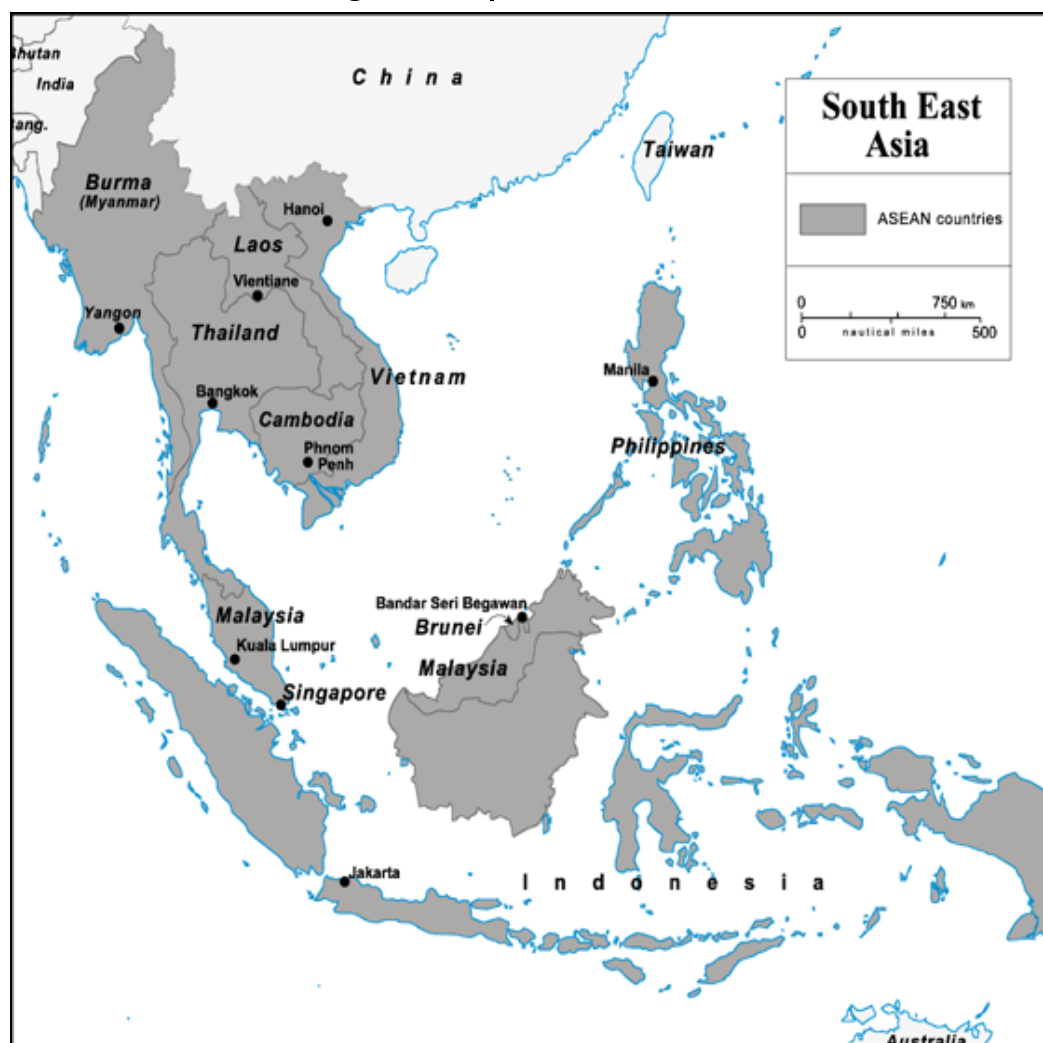 Bhutan
India
Bang.
China
South East
Asia
Taiwan
Burma
(Myanmar)
Hanoi
ASEAN countries
Laos
Vientiane
0 750 km
0 nautical miles 500
Yangon
Thailand
Manila
Vietnam
Bangkok
Cambodia
Phnom
Penh
Philippines
Bandar Seri Begawan
Brunei
Malaysia
Kuala Lumpur
Malaysia
Singapore
Jakarta
Indonesia
Australia